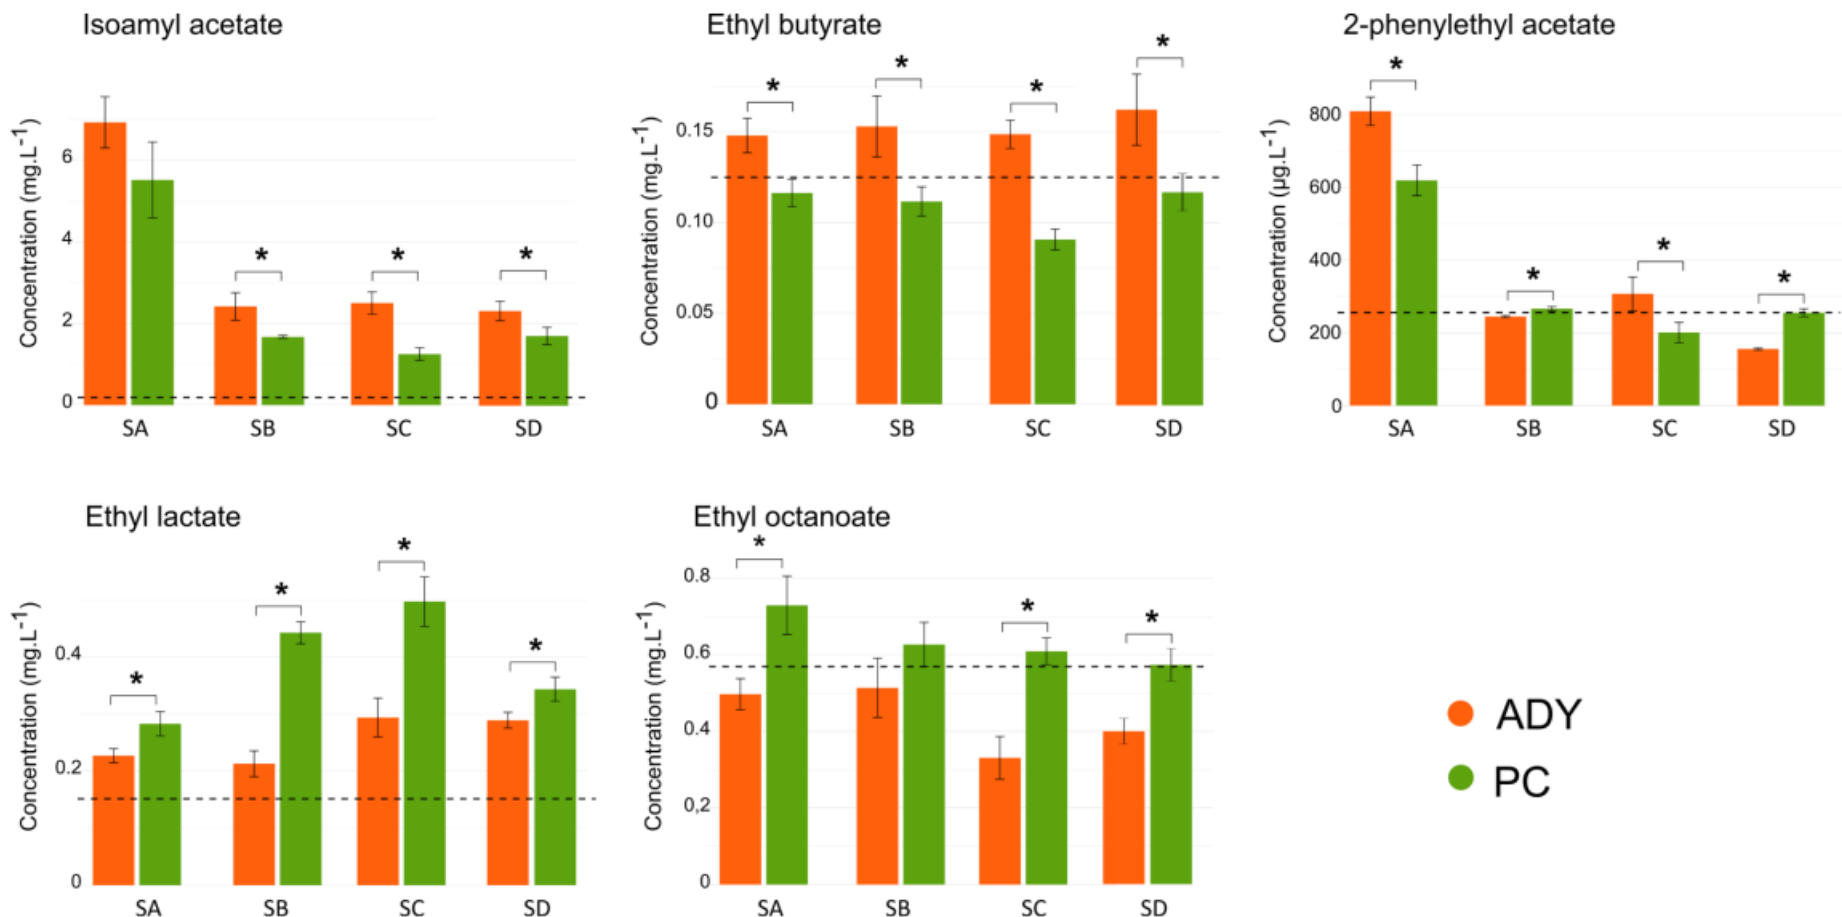 Isoamyl acetate
Concentration (mg.L-1)
6
4
2
0
* * *
SA SB SC SD
Ethyl butyrate
Concentration (mg.L-1)
0.15
0.10
0.05
0
* * * *
SA SB SC SD
2-phenylethyl acetate
Concentration (µg.L-1)
800
600
400
200
0
* * * *
SA SB SC SD
Ethyl lactate
Concentration (mg.L-1)
0.4
0.2
0
* * * *
SA SB SC SD
Ethyl octanoate
Concentration (mg.L-1)
0.8
0.6
0.4
0,2
0
* * *
SA SB SC SD
ADY
PC